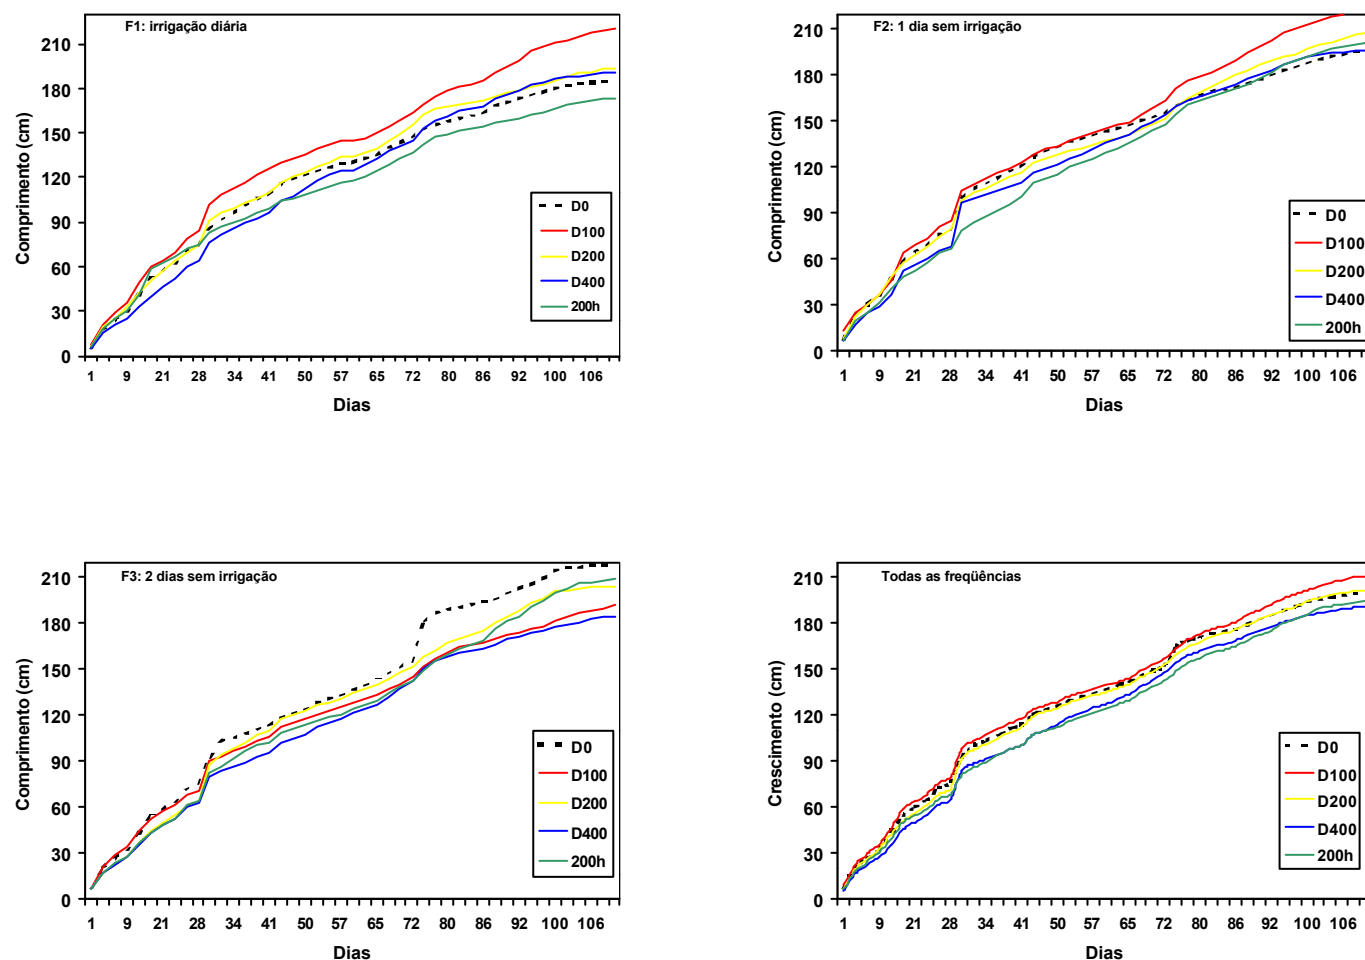 F1: irrigação diária
Comprimento (cm)
210
180
150
120
90
60
30
0
D0
D100
D200
D400
200h
1 9 21 28 34 41 50 57 65 72 80 86 92 100 106
Dias
F2: 1 dia sem irrigação
Comprimento (cm)
210
180
150
120
90
60
30
0
D0
D100
D200
D400
200h
1 9 21 28 34 41 50 57 65 72 80 86 92 100 106
Dias
F3: 2 dias sem irrigação
Comprimento (cm)
210
180
150
120
90
60
30
0
D0
D100
D200
D400
200h
1 9 21 28 34 41 50 57 65 72 80 86 92 100 106
Dias
Todas as freqüências
Crescimento (cm)
210
180
150
120
90
60
30
0
D0
D100
D200
D400
200h
1 9 21 28 34 41 50 57 65 72 80 86 92 100 106
Dias